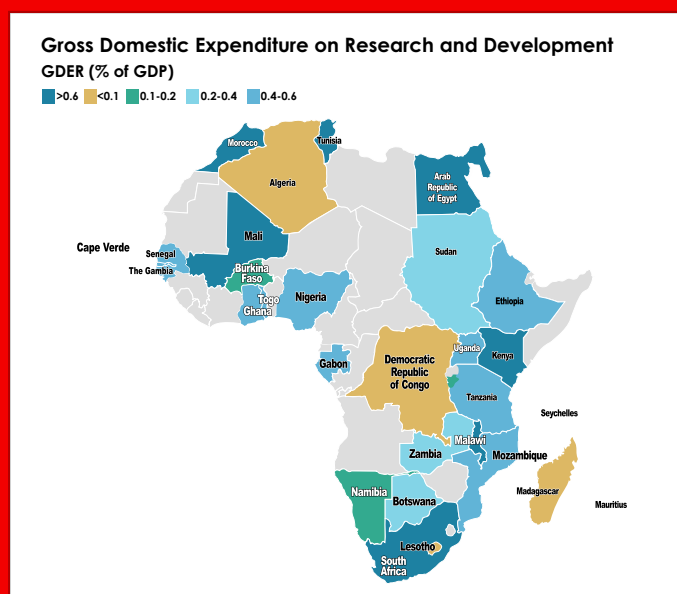 Gross Domestic Expenditure on Research and Development
GDER (% of GDP)
>0.6 <0.1 0.1-0.2 0.2-0.4 0.4-0.6
Morocco
Tunisia
Algeria
Arab
Republic
of Egypt
Mali
Cape Verde
Senegal
Sudan
The Gambia
Burkina
Faso
Nigeria
Togo
Ghana
Ethiopia
Uganda
Kenya
Gabon
Democratic
Republic
of Congo
Tanzania
Seychelles
Malawi
Zambia
Mozambique
Namibia
Botswana
Madagascar
Mauritius
Lesotho
South
Africa